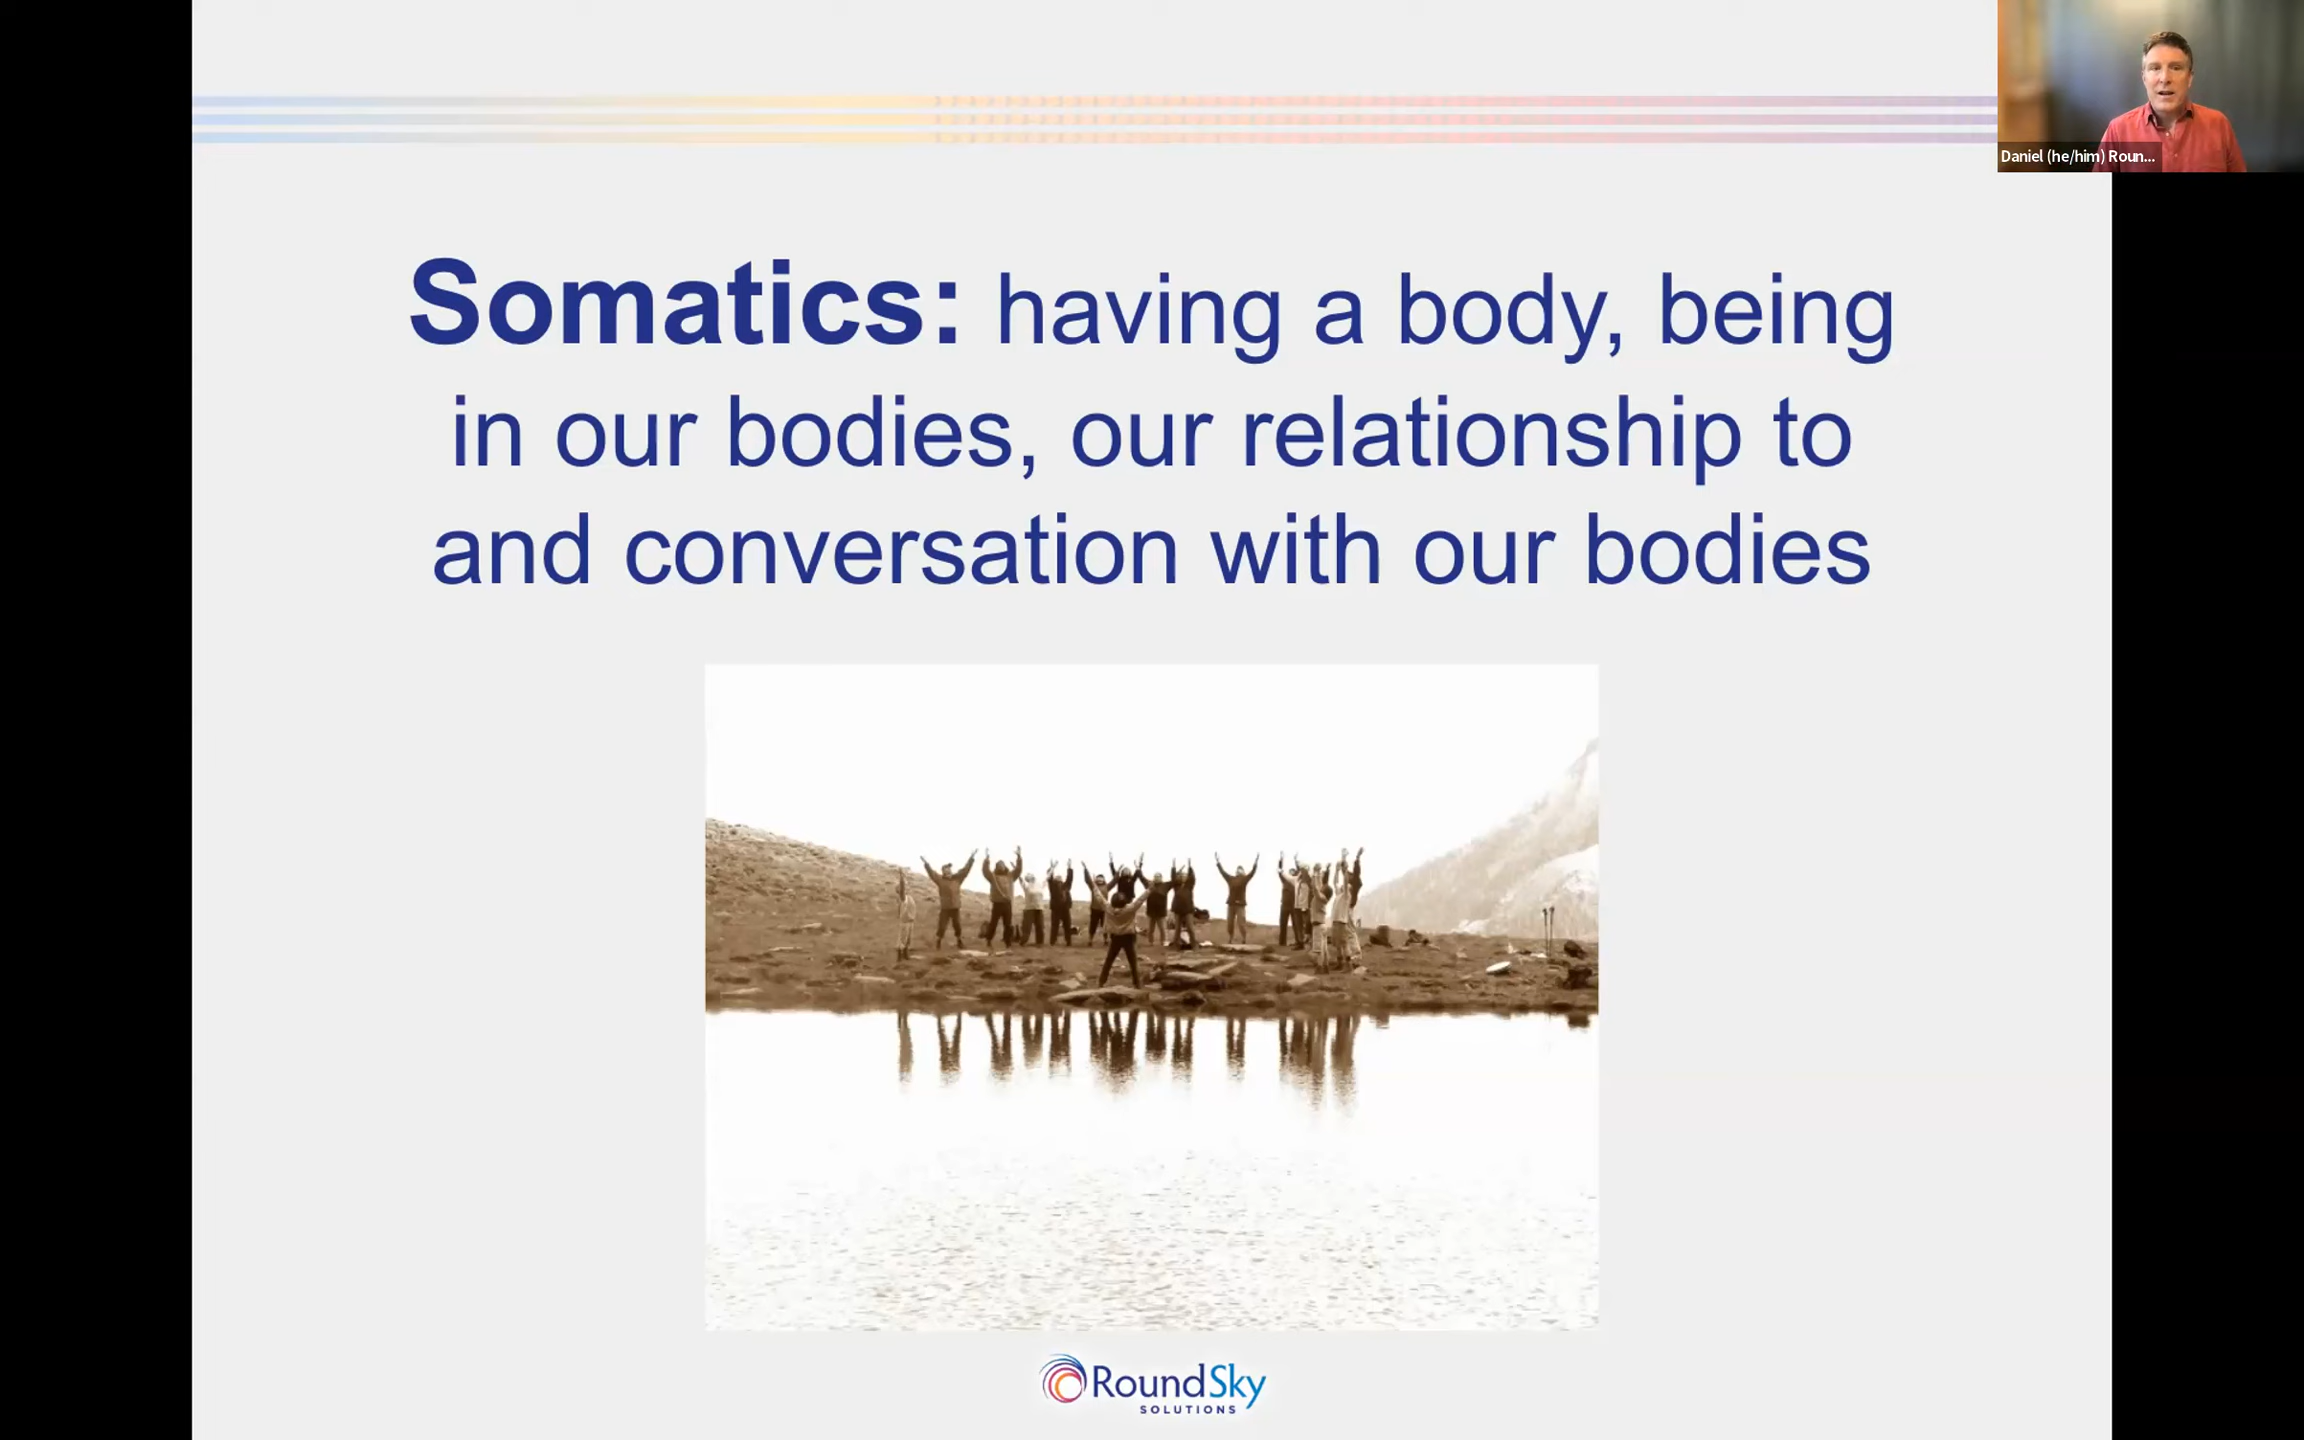 Daniel (he/him) Roun...
Somatics: having a body, being
in our bodies, our relationship to
and conversation with our bodies
RoundSky
SOLUTIONS